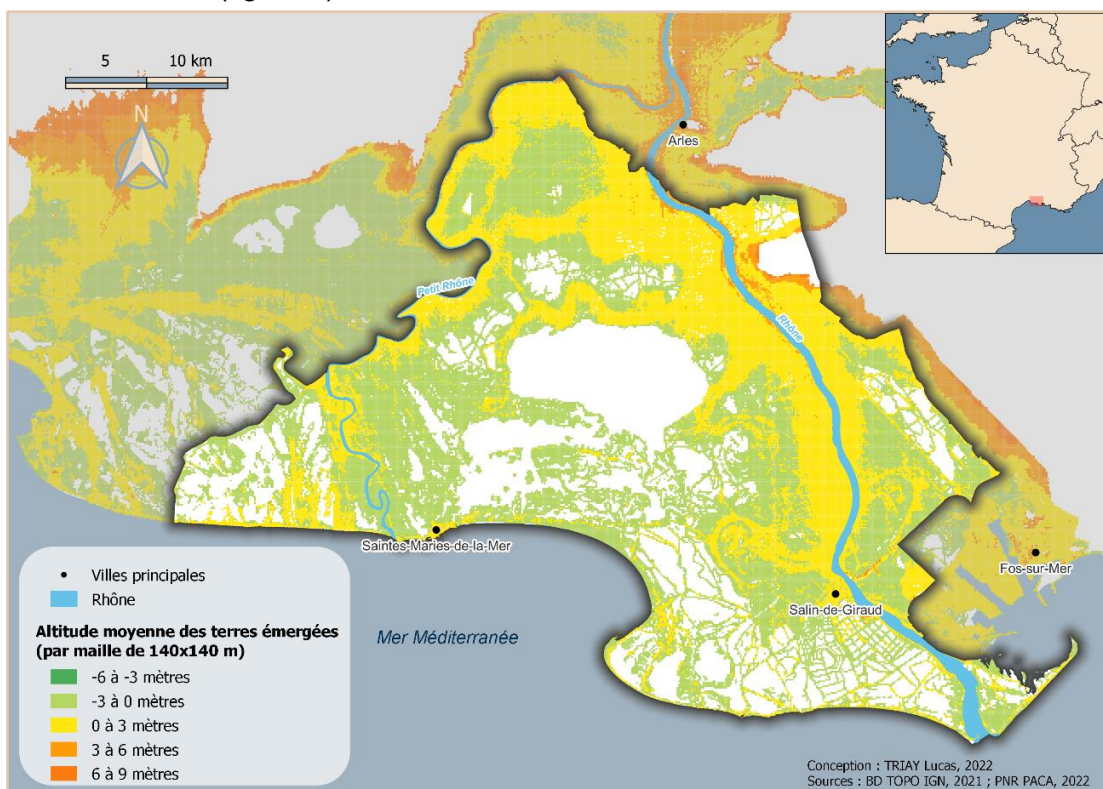 5 10 km
N
Arles
Petit Rhône
Rhône
Saintes-Maries-de-la-Mer
Fos-sur-Mer
Salin-de-Giraud
Mer Méditerranée
Villes principales
Rhône
Altitude moyenne des terres émergées
(par maille de 140x140 m)
-6 à -3 mètres
-3 à 0 mètres
0 à 3 mètres
3 à 6 mètres
6 à 9 mètres
Conception : TRIAY Lucas, 2022
Sources : BD TOPO IGN, 2021 ; PNR PACA, 2022